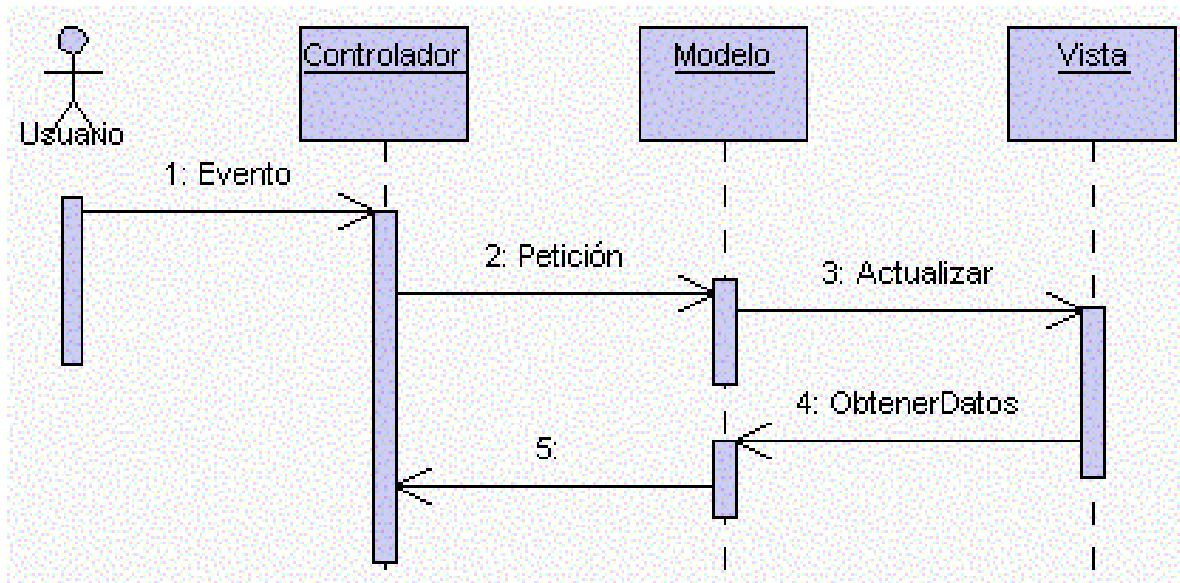 Controlador
Modelo
Vista
Usuario
1: Evento
2: Petición
3: Actualizar
4: ObtenerDatos
5: